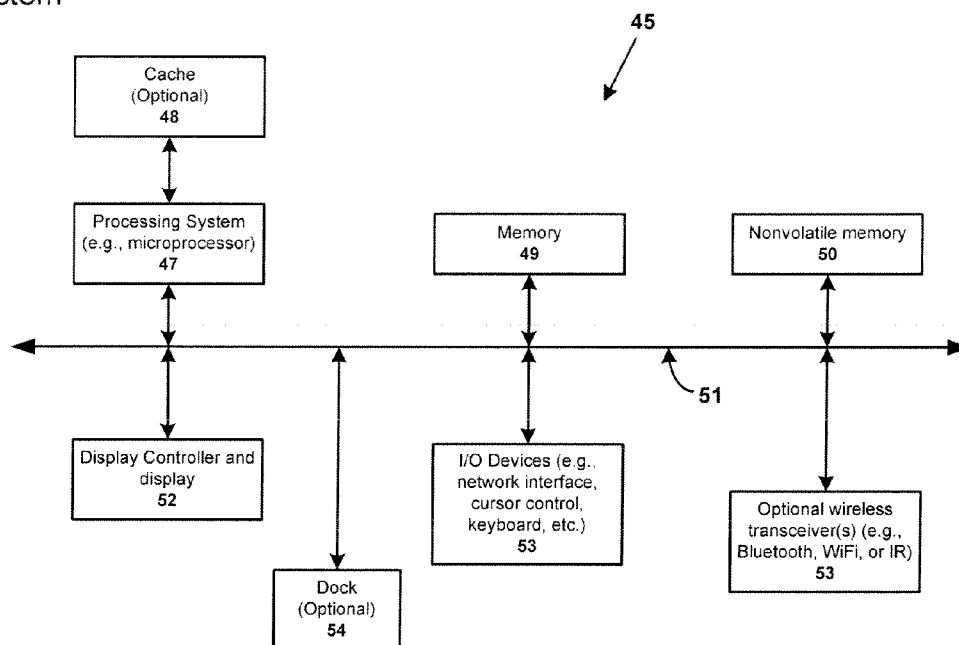 45
Cache
(Optional)
48
Processing System
(e.g., microprocessor)
47
Memory
49
Nonvolatile memory
50
51
Display Controller and
display
52
I/O Devices (e.g.,
network interface,
cursor control,
keyboard, etc.)
53
Optional wireless
transceiver(s) (e.g.,
Bluetooth, WiFi, or IR)
53
Dock
(Optional)
54